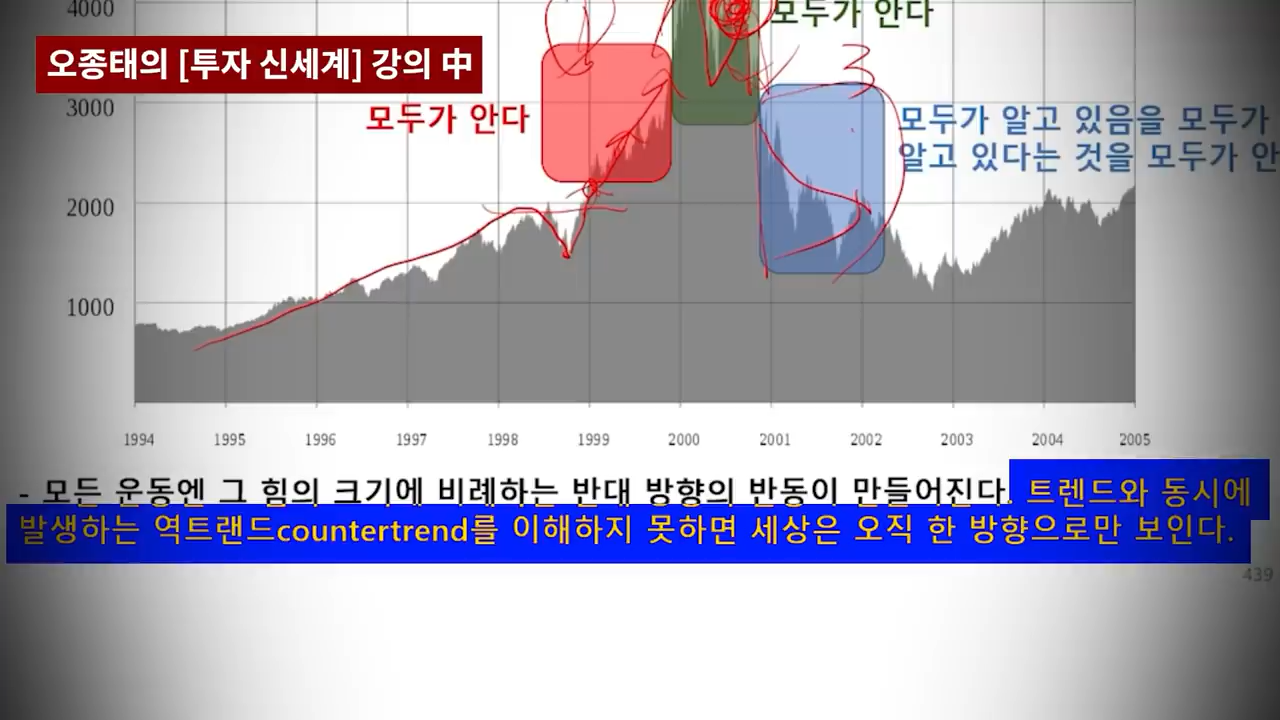 4000
모두가 안다
오종태의 [투자 신세계] 강의 中
3000
모두가 안다
3
모두가 알고 있음을 모두가
알고 있다는 것을 모두가 안
2000
1000
1994 1995 1996 1997 1998 1999 2000 2001 2002 2003 2004 2005
- 모든 운동엔 그 힘의 크기에 비례하는 반대 방향의 반동이 만들어진다. 트렌드와 동시에
발생하는 역트랜드countertrend를 이해하지 못하면 세상은 오직 한 방향으로만 보인다.
439